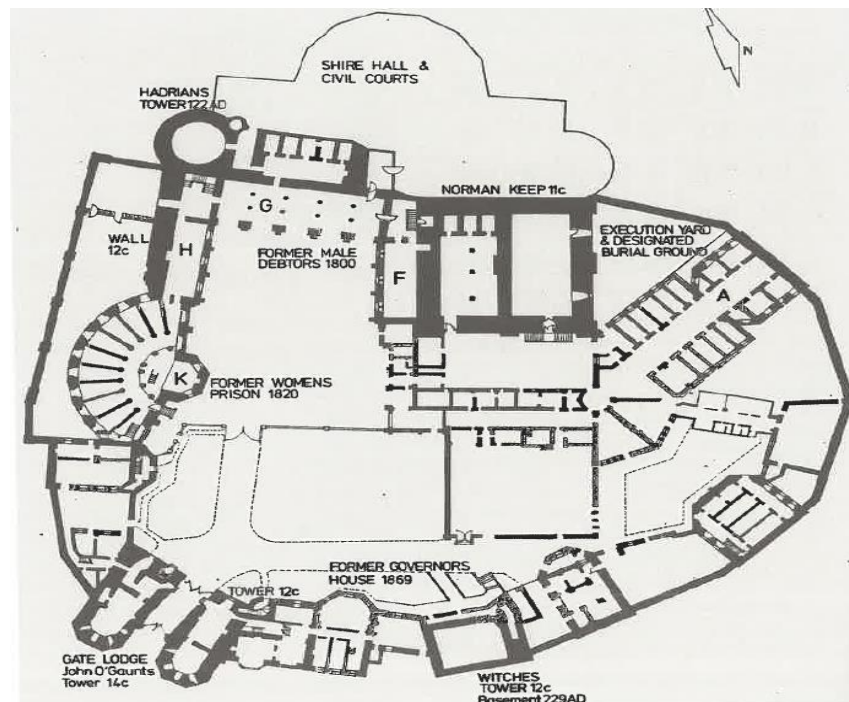 N
SHIRE HALL &
CIVIL COURTS
HADRIANS
TOWER 122AD
NORMAN KEEP 11c
G
WALL
12c
H
FORMER MALE
DEBTORS 1800
F
EXECUTION YARD
& DESIGNATED
BURIAL GROUND
A
K
FORMER WOMENS
PRISON 1820
FORMER GOVERNORS
HOUSE 1869
TOWER 12c
GATE LODGE
John O'Gaunts
Tower 14c
WITCHES
TOWER 12c
Basement 229AD